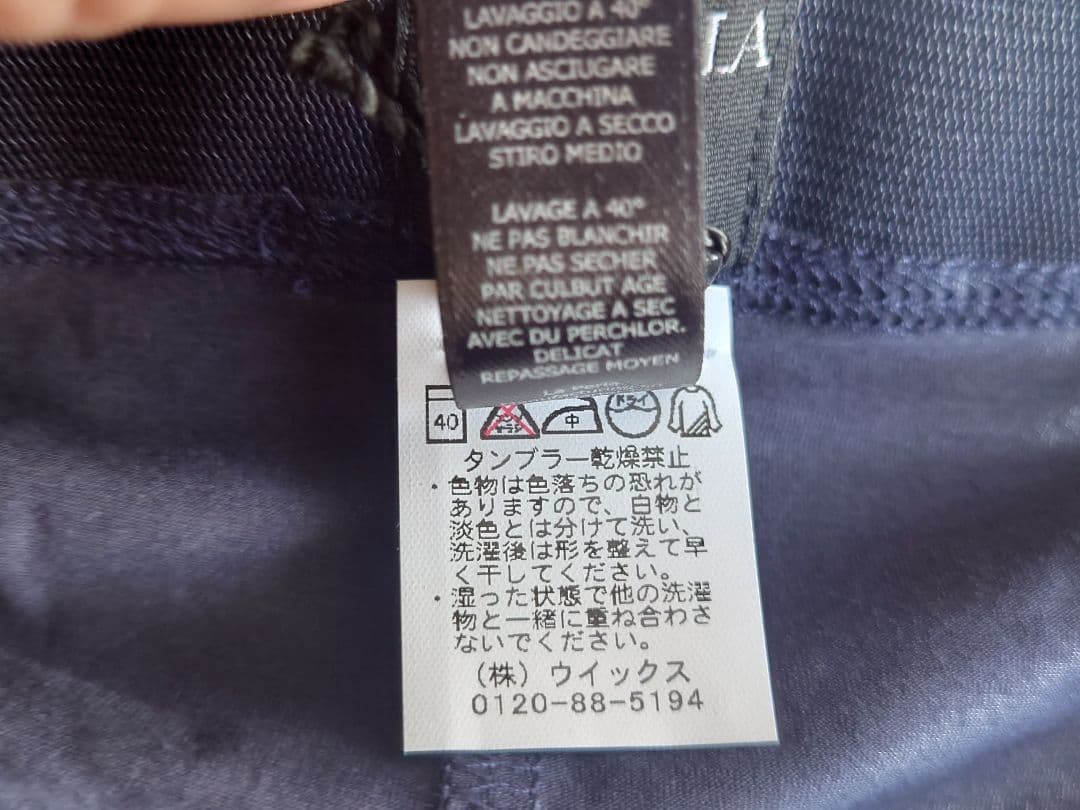 LAVAGGIO A 40°
NON CANDEGGIARE
NON ASCIUGARE
A MACCHINA
LAVAGGIO A SECCO
STIRO MEDIO
LAVAGE A 40°
NE PAS BLANCHIR
NE PAS SECHER
PAR CULBUT AGE
NETTOYAGE A SEC
AVEC DU PERCHLOR.
DELICAT
REPASSAGE MOYEN
IA
40 中 ドライ
タンブラー乾燥禁止
・色物は色落ちの恐れが
ありますので、白物と
淡色とは分けて洗い、
洗濯後は形を整えて早
く干してください。
・湿った状態で他の洗濯
物と一緒に重ね合わさ
ないでください。
(株) ウイックス
0120-88-5194